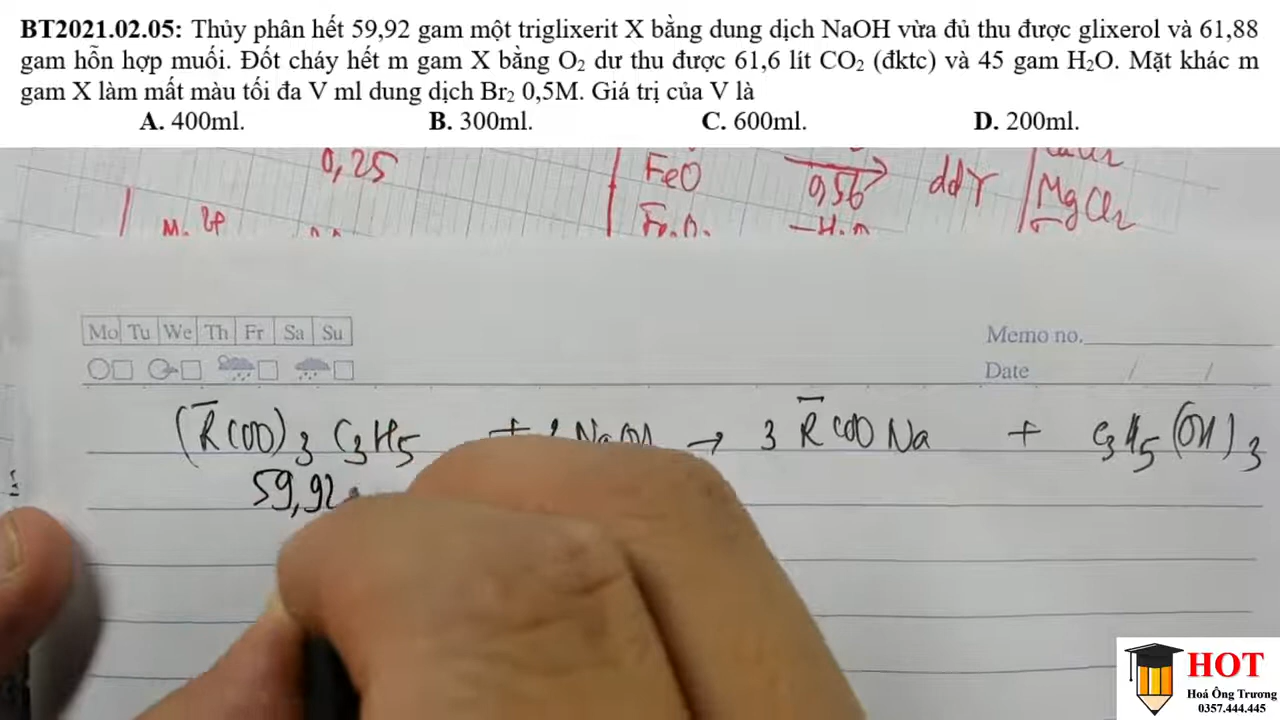 BT2021.02.05: Thủy phân hết 59,92 gam một triglixerit X bằng dung dịch NaOH vừa đủ thu được glixerol và 61,88
gam hỗn hợp muối. Đốt cháy hết m gam X bằng O₂ dư thu được 61,6 lít CO₂ (đktc) và 45 gam H₂O. Mặt khác m
gam X làm mất màu tối đa V ml dung dịch Br₂ 0,5M. Giá trị của V là
A. 400ml. B. 300ml. C. 600ml. D. 200ml.
0,25 FeO ddY MgCl₂
Mo Tu We Th Fr Sa Su
Memo no.
Date / /
(R̅COO)₃C₃H₅ + NaOH → 3 R̅COONa + C₃H₅(OH)₃
59,92
HOT
Hoá Ông Trương
0357.444.445